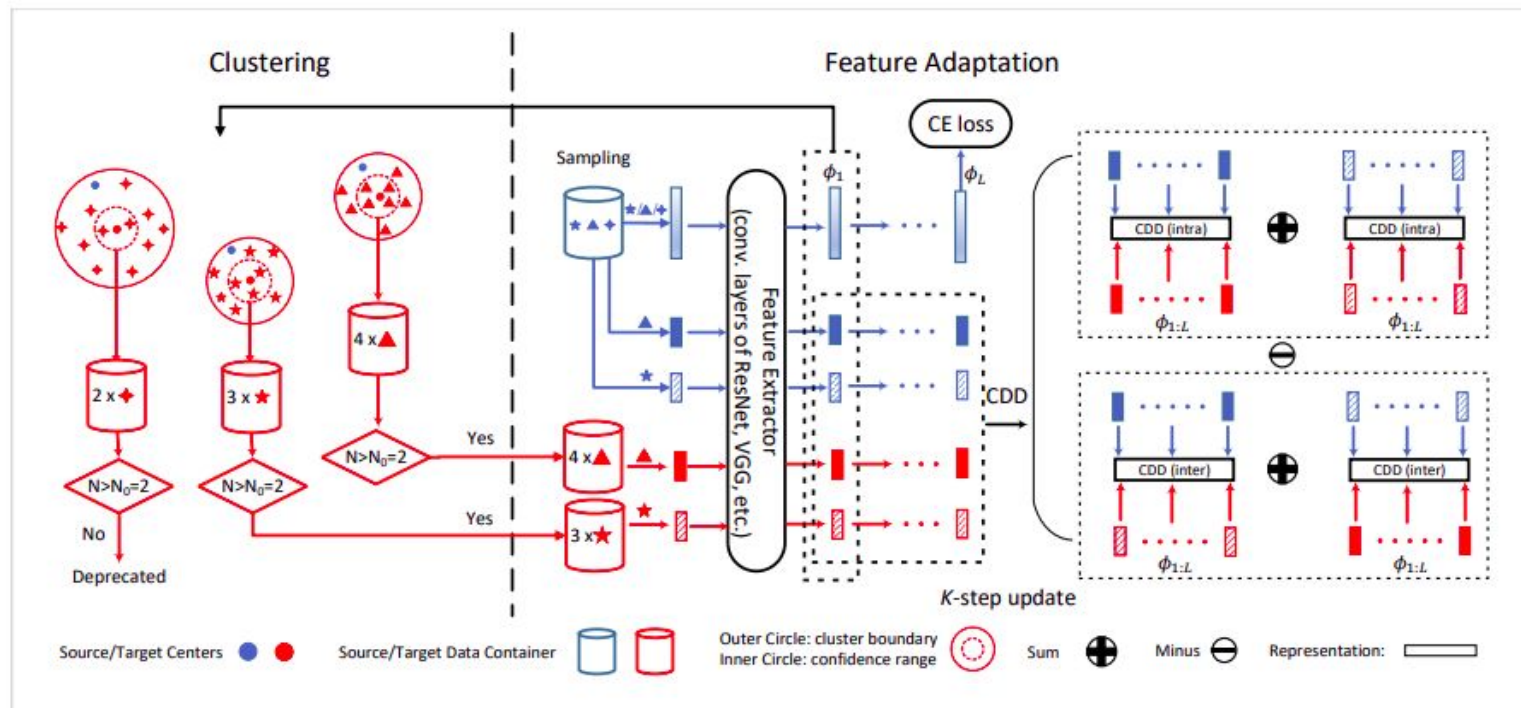 Clustering
Feature Adaptation
CE loss
Sampling
ϕ1
ϕL
★/▲/✦
★ ▲ ✦
▲
★
4 x ▲
2 x ✦
3 x ★
N>N0=2
N>N0=2
N>N0=2
Yes
Yes
No
Deprecated
4 x ▲
▲
3 x ★
★
Feature Extractor
(conv. layers of ResNet, VGG, etc.)
CDD
CDD (intra)
CDD (intra)
ϕ1:L
ϕ1:L
CDD (inter)
CDD (inter)
ϕ1:L
ϕ1:L
K-step update
Source/Target Centers
Source/Target Data Container
Outer Circle: cluster boundary
Inner Circle: confidence range
Sum
Minus
Representation: